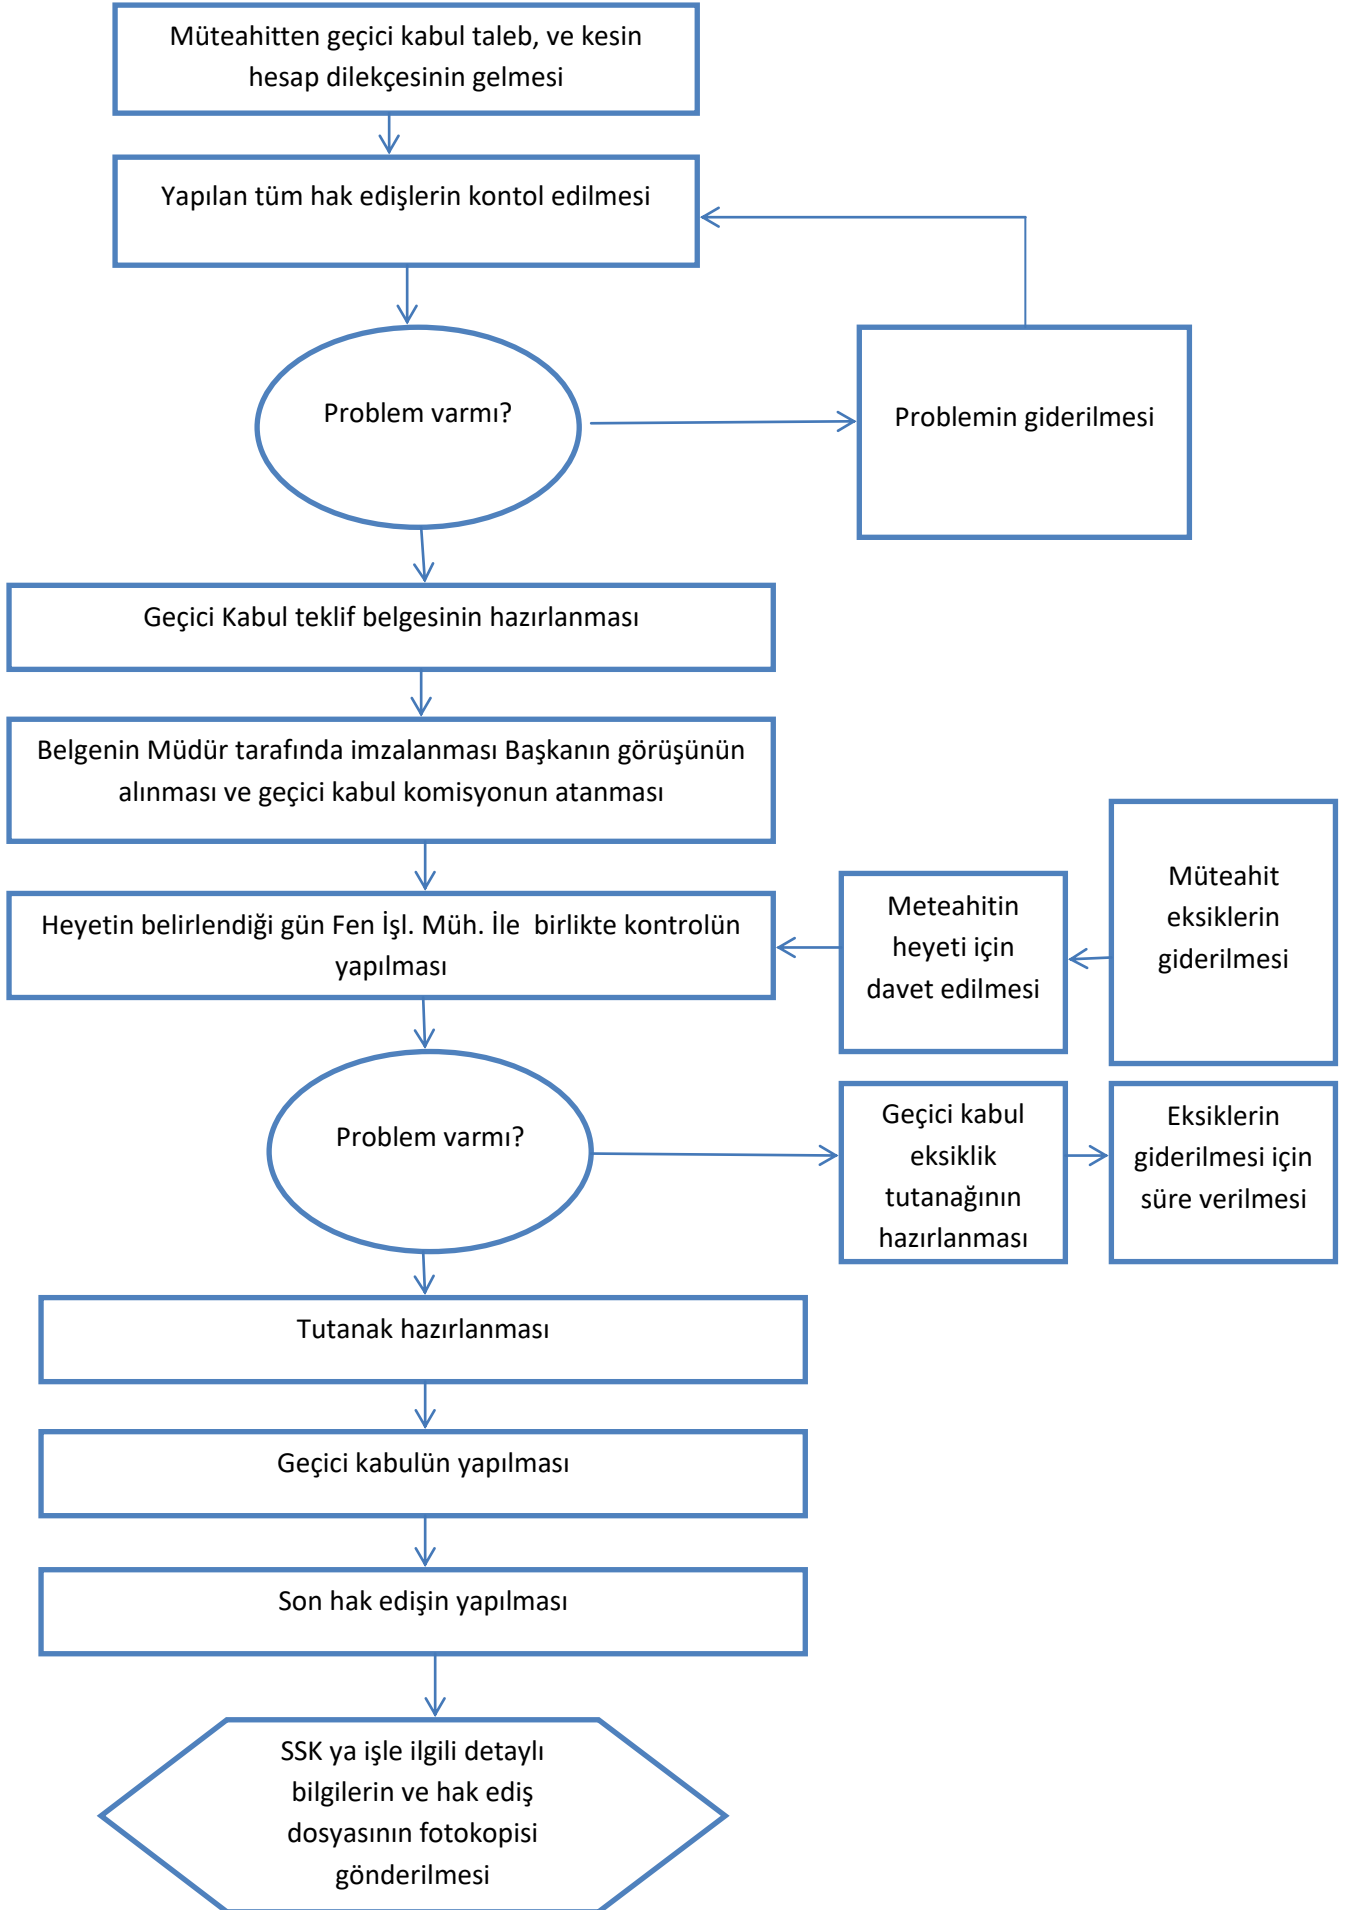 Müteahitten geçici kabul taleb, ve kesin
hesap dilekçesinin gelmesi
Yapılan tüm hak edişlerin kontol edilmesi
Problem varmı?
Problemin giderilmesi
Geçici Kabul teklif belgesinin hazırlanması
Belgenin Müdür tarafında imzalanması Başkanın görüşünün
alınması ve geçici kabul komisyonun atanması
Heyetin belirlendiği gün Fen İşl. Müh. İle  birlikte kontrolün
yapılması
Meteahitin
heyeti için
davet edilmesi
Müteahit
eksiklerin
giderilmesi
Problem varmı?
Geçici kabul
eksiklik
tutanağının
hazırlanması
Eksiklerin
giderilmesi için
süre verilmesi
Tutanak hazırlanması
Geçici kabulün yapılması
Son hak edişin yapılması
SSK ya işle ilgili detaylı
bilgilerin ve hak ediş
dosyasının fotokopisi
gönderilmesi